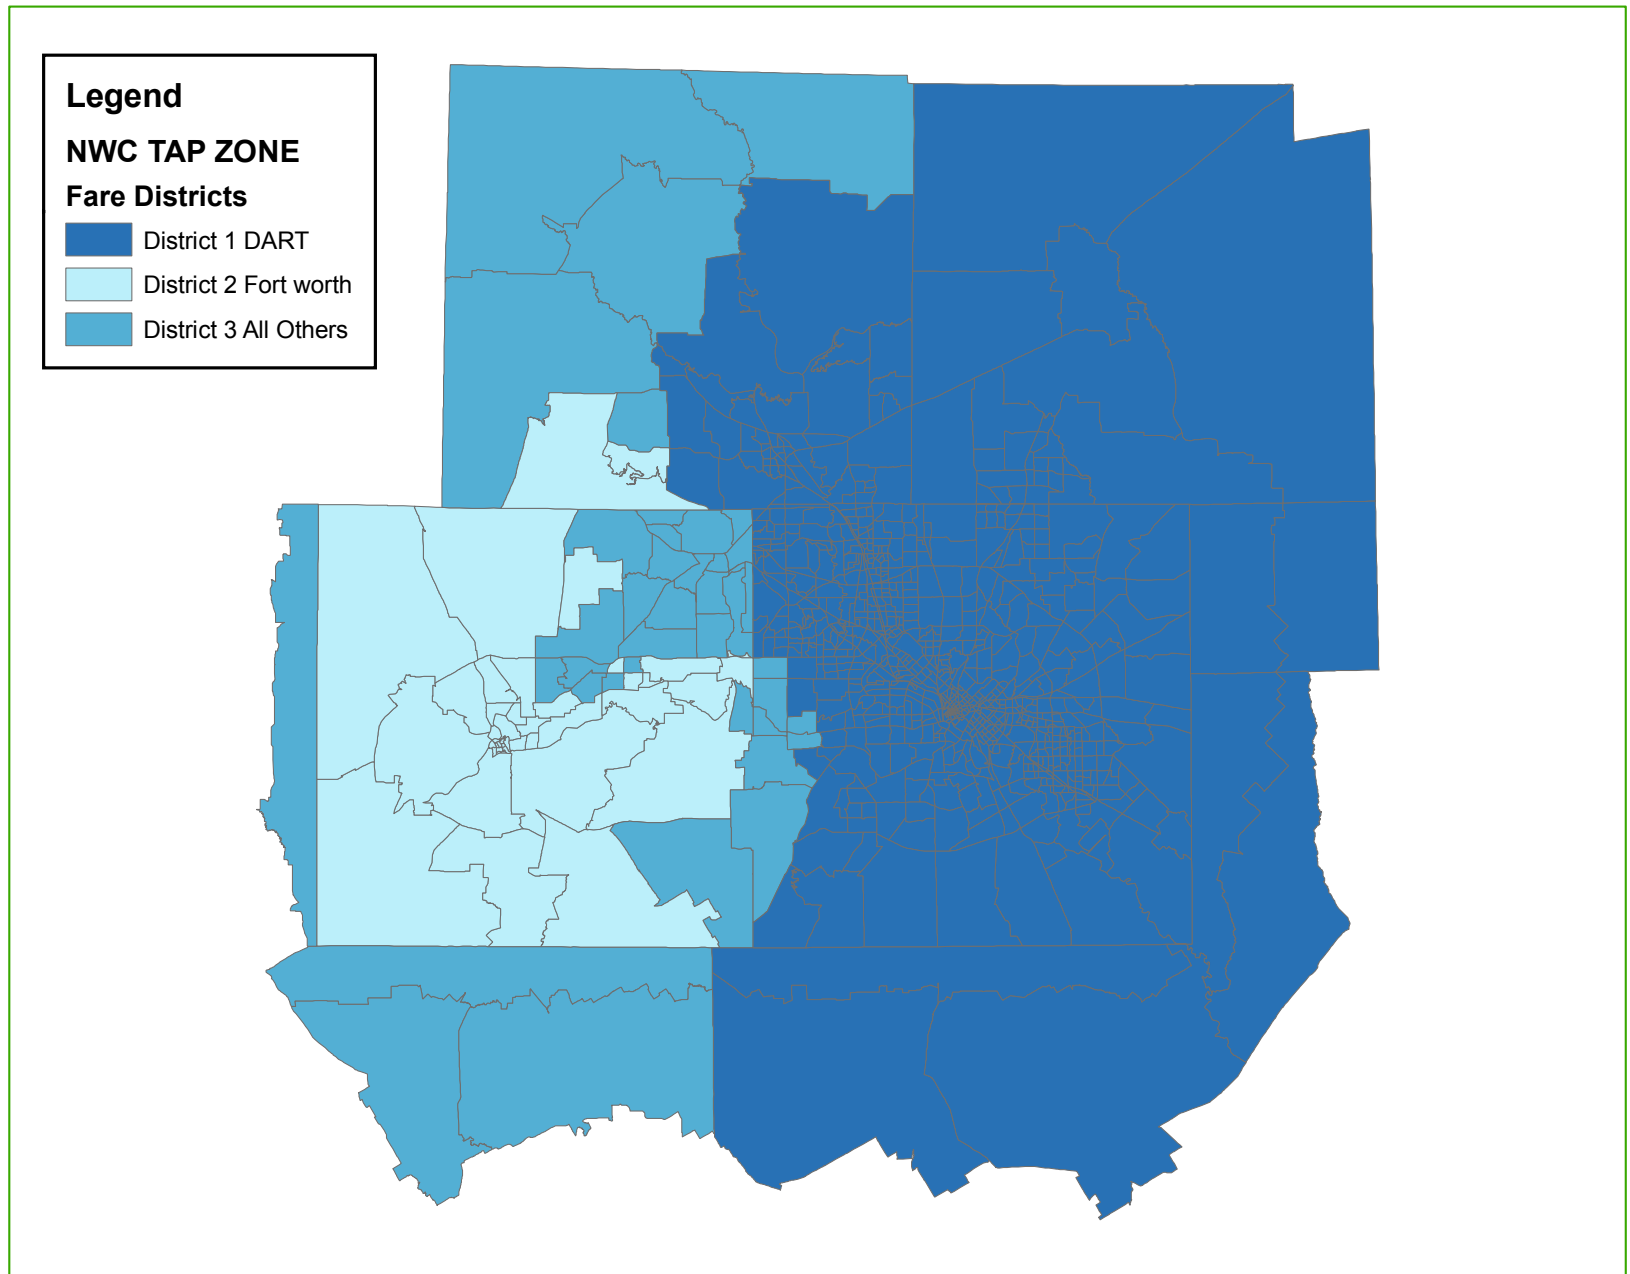 Legend
NWC TAP ZONE
Fare Districts
District 1 DART
District 2 Fort worth
District 3 All Others